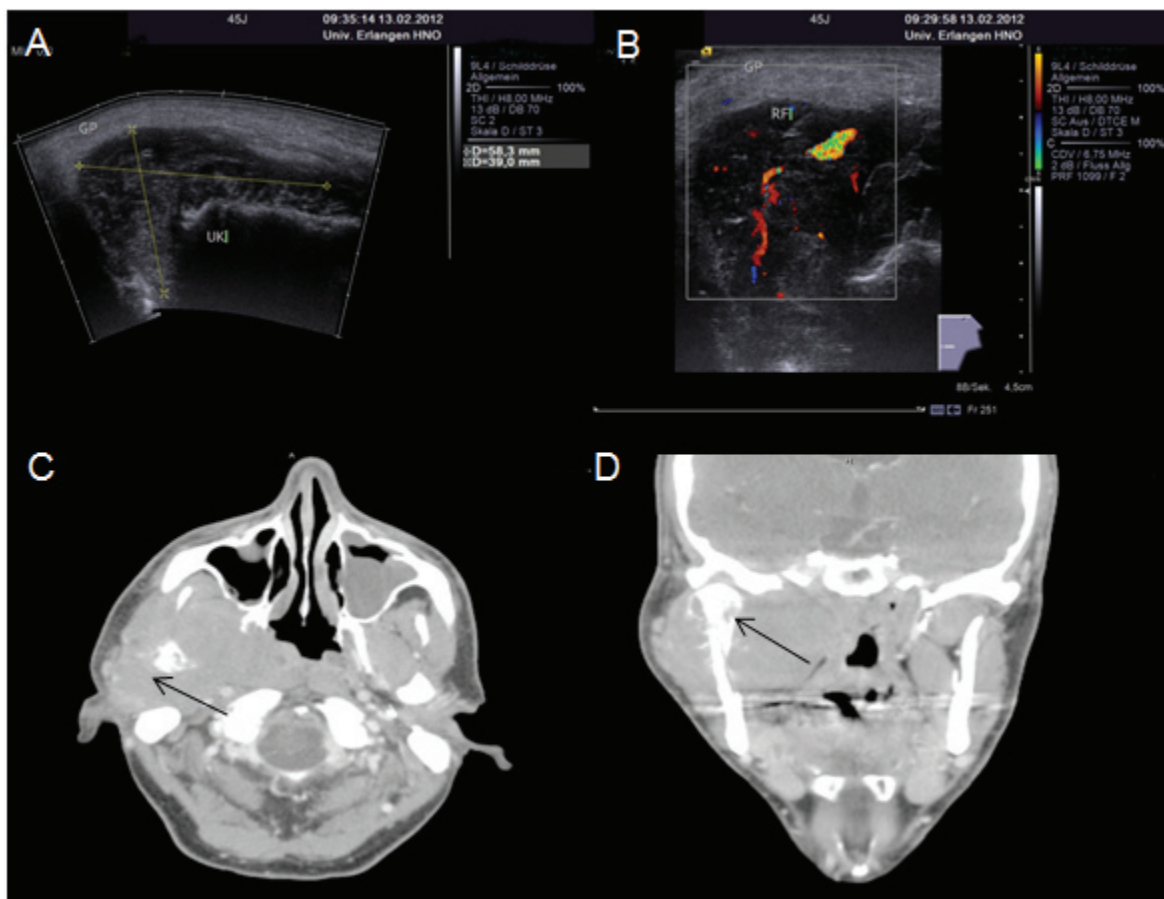 A
45J
09:35:14 13.02.2012
Univ. Erlangen HNO
GP
UK
9L4 / Schilddrüse
Allgemein
2D 100%
THI / H8,00 MHz
13 dB / DB 70
SC 2
Skala D / ST 3
D=58,3 mm
D=39,0 mm
B
45J
09:29:58 13.02.2012
Univ. Erlangen HNO
GP
RF
9L4 / Schilddrüse
Allgemein
2D 100%
THI / H8,00 MHz
13 dB / DB 70
SC Aus / DTCE M
Skala D / ST 3
C 100%
CDV / 6,75 MHz
2 dB / Fluss Allg
PRF 1099 / F 2
8B/Sek. 4,5cm
Fr 251
C
A
D